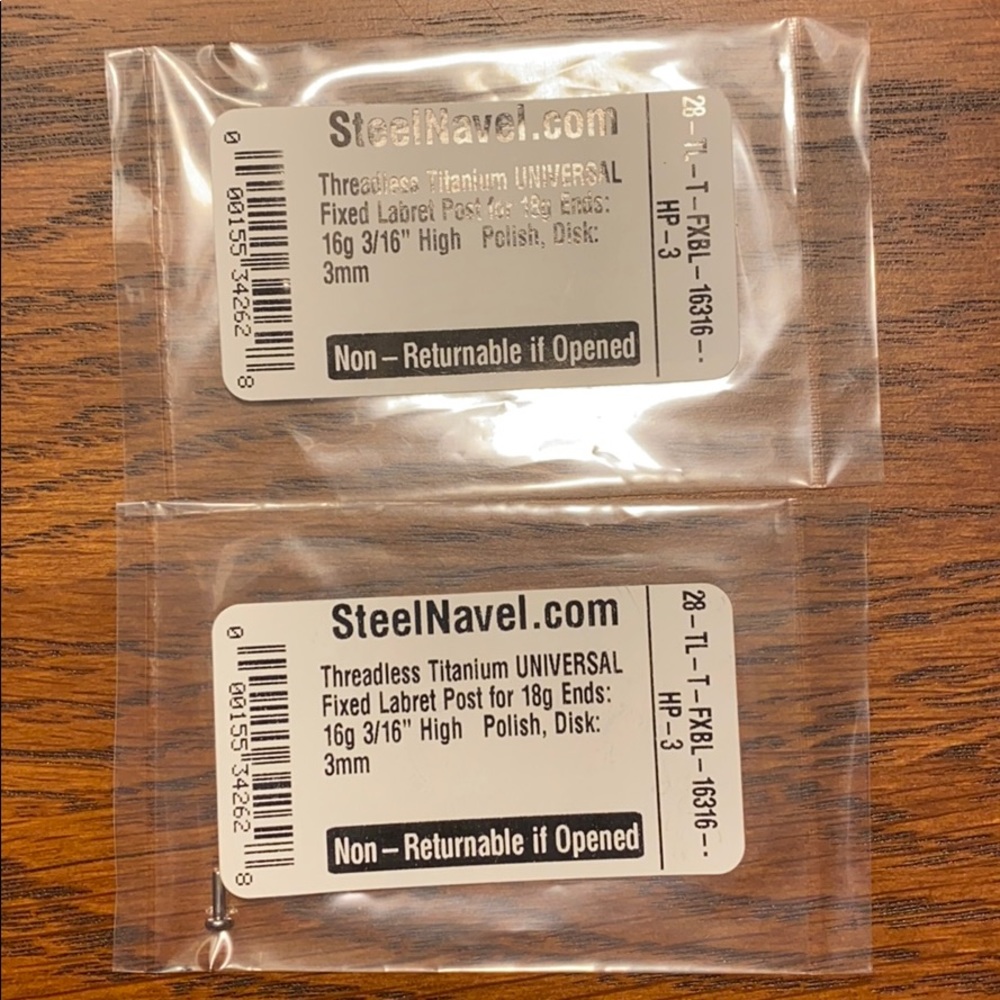 SteelNavel.com
Threadless Titanium UNIVERSAL
Fixed Labret Post for 18g Ends:
16g 3/16" High Polish, Disk:
3mm
Non-Returnable if Opened
0 00155 34262 8
28-TL-T-FXBL-16316-.
HP-3
SteelNavel.com
Threadless Titanium UNIVERSAL
Fixed Labret Post for 18g Ends:
16g 3/16" High Polish, Disk:
3mm
Non-Returnable if Opened
0 00155 34262 8
28-TL-T-FXBL-16316-.
HP-3